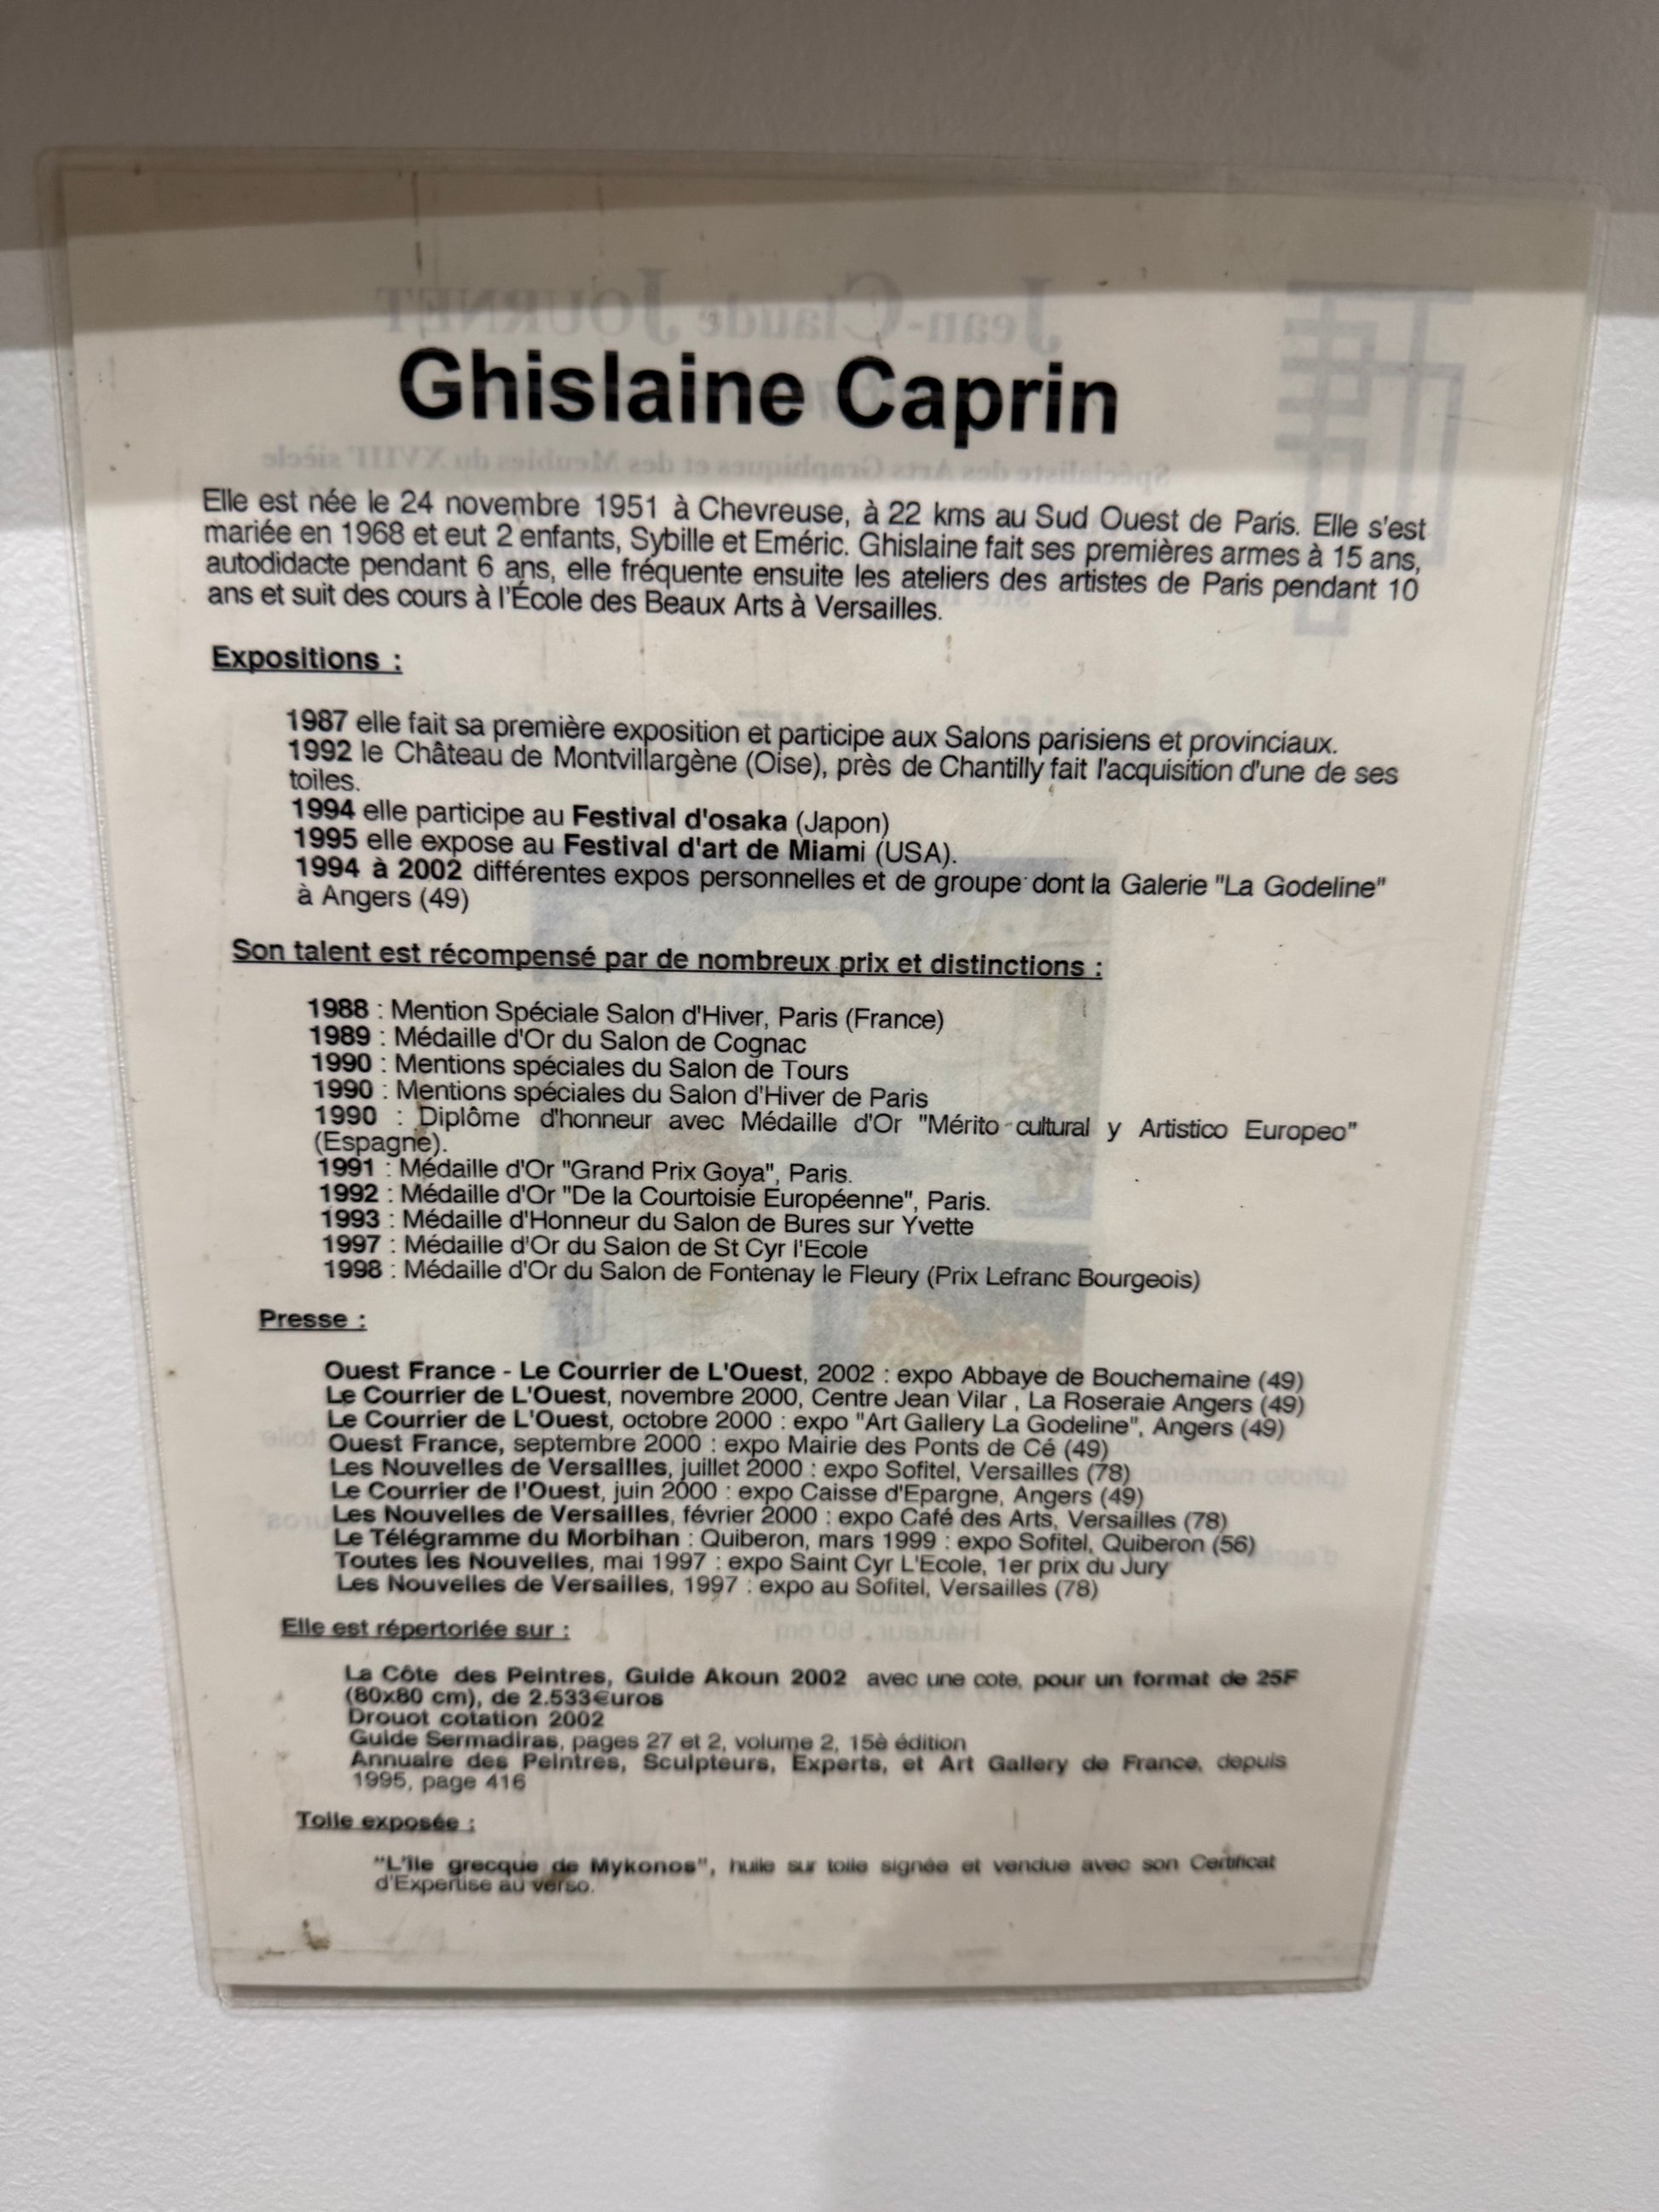 Jean-Claude JOURNET
Ghislaine Caprin
Spécialiste des Arts Graphiques et des Meubles du XVIIIe siècle
Elle est née le 24 novembre 1951 à Chevreuse, à 22 kms au Sud Ouest de Paris. Elle s'est
mariée en 1968 et eut 2 enfants, Sybille et Eméric. Ghislaine fait ses premières armes à 15 ans,
autodidacte pendant 6 ans, elle fréquente ensuite les ateliers des artistes de Paris pendant 10
ans et suit des cours à l'École des Beaux Arts à Versailles.
Expositions :
1987 elle fait sa première exposition et participe aux Salons parisiens et provinciaux.
1992 le Château de Montvillargène (Oise), près de Chantilly fait l'acquisition d'une de ses
toiles.
1994 elle participe au Festival d'osaka (Japon)
1995 elle expose au Festival d'art de Miami (USA).
1994 à 2002 différentes expos personnelles et de groupe dont la Galerie "La Godeline"
à Angers (49)
Son talent est récompensé par de nombreux prix et distinctions :
1988 : Mention Spéciale Salon d'Hiver, Paris (France)
1989 : Médaille d'Or du Salon de Cognac
1990 : Mentions spéciales du Salon de Tours
1990 : Mentions spéciales du Salon d'Hiver de Paris
1990 : Diplôme d'honneur avec Médaille d'Or "Mérito cultural y Artistico Europeo"
(Espagne).
1991 : Médaille d'Or "Grand Prix Goya", Paris.
1992 : Médaille d'Or "De la Courtoisie Européenne", Paris.
1993 : Médaille d'Honneur du Salon de Bures sur Yvette
1997 : Médaille d'Or du Salon de St Cyr l'Ecole
1998 : Médaille d'Or du Salon de Fontenay le Fleury (Prix Lefranc Bourgeois)
Presse :
Ouest France - Le Courrier de L'Ouest, 2002 : expo Abbaye de Bouchemaine (49)
Le Courrier de L'Ouest, novembre 2000, Centre Jean Vilar , La Roseraie Angers (49)
Le Courrier de L'Ouest, octobre 2000 : expo "Art Gallery La Godeline", Angers (49)
Ouest France, septembre 2000 : expo Mairie des Ponts de Cé (49)
Les Nouvelles de Versailles, juillet 2000 : expo Sofitel, Versailles (78)
Le Courrier de l'Ouest, juin 2000 : expo Caisse d'Epargne, Angers (49)
Les Nouvelles de Versailles, février 2000 : expo Café des Arts, Versailles (78)
Le Télégramme du Morbihan : Quiberon, mars 1999 : expo Sofitel, Quiberon (56)
Toutes les Nouvelles, mai 1997 : expo Saint Cyr L'Ecole, 1er prix du Jury
Les Nouvelles de Versailles, 1997 : expo au Sofitel, Versailles (78)
Elle est répertoriée sur :
La Côte des Peintres, Guide Akoun 2002 avec une cote, pour un format de 25F
(80x80 cm), de 2.533€uros
Drouot cotation 2002
Guide Sermadiras, pages 27 et 2, volume 2, 15è édition
Annuaire des Peintres, Sculpteurs, Experts, et Art Gallery de France, depuis
1995, page 416
Toile exposée :
"L'île grecque de Mykonos", huile sur toile signée et vendue avec son Certificat
d'Expertise au verso.